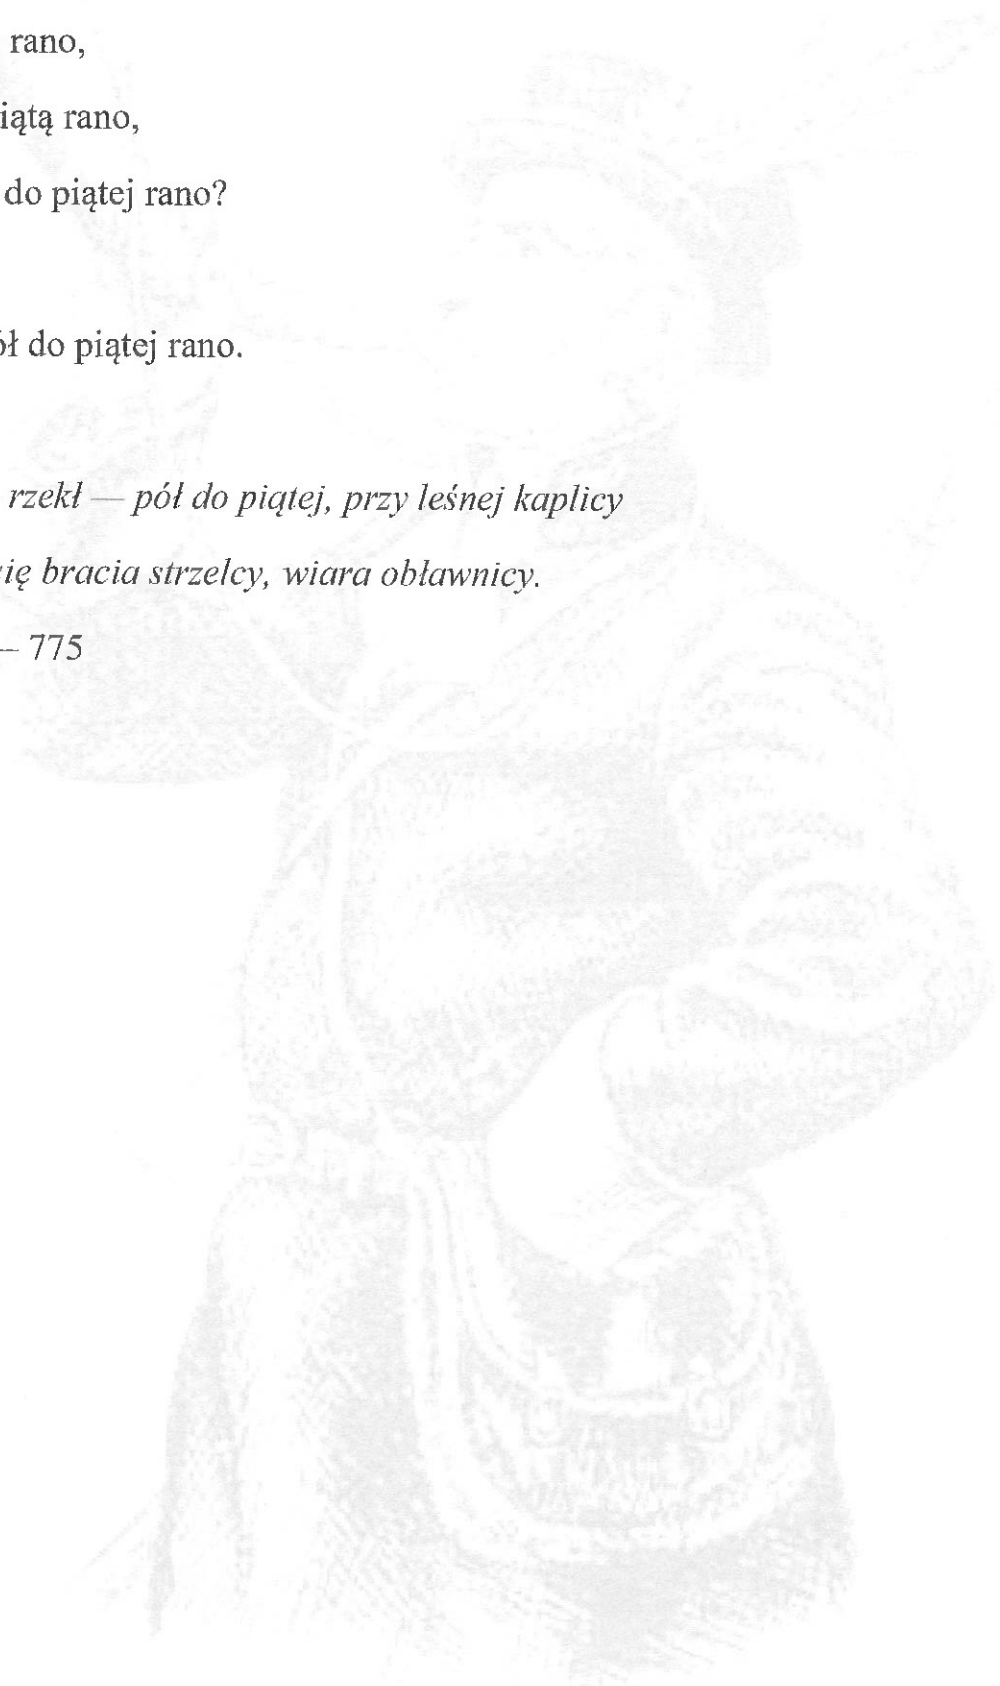 rano,
iątą rano,
do piątej rano?
ół do piątej rano.
rzekł — pół do piątej, przy leśnej kaplicy
się bracia strzelcy, wiara obławnicy.
– 775